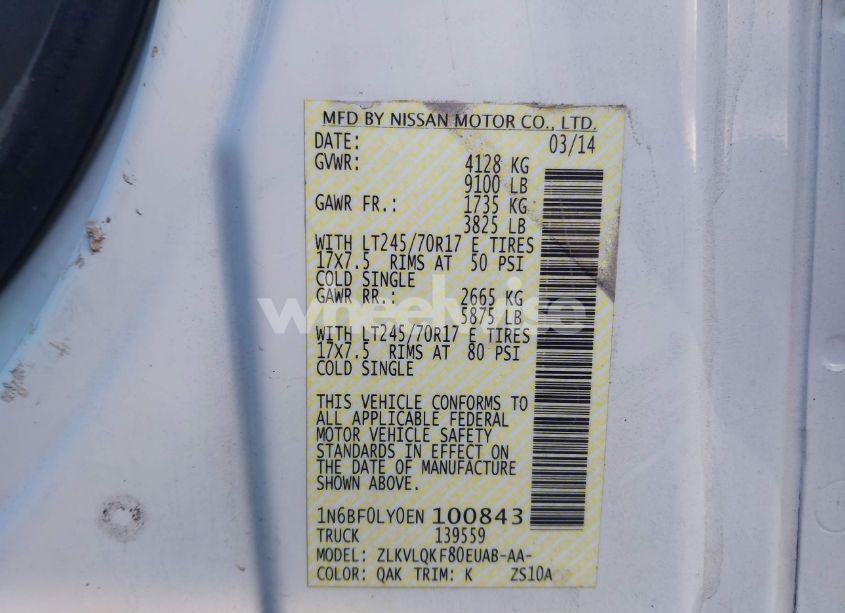 MFD BY NISSAN MOTOR CO., LTD.
DATE: 03/14
GVWR: 4128 KG
9100 LB
GAWR FR.: 1735 KG
3825 LB
WITH LT245/70R17 E TIRES
17X7.5 RIMS AT 50 PSI
COLD SINGLE
GAWR RR.: 2665 KG
5875 LB
wheelwise
WITH LT245/70R17 E TIRES
17X7.5 RIMS AT 80 PSI
COLD SINGLE
THIS VEHICLE CONFORMS TO
ALL APPLICABLE FEDERAL
MOTOR VEHICLE SAFETY
STANDARDS IN EFFECT ON
THE DATE OF MANUFACTURE
SHOWN ABOVE.
1N6BF0LY0EN 100843
TRUCK 139559
MODEL: ZLKVLQKF80EUAB-AA-
COLOR: QAK TRIM: K ZS10A